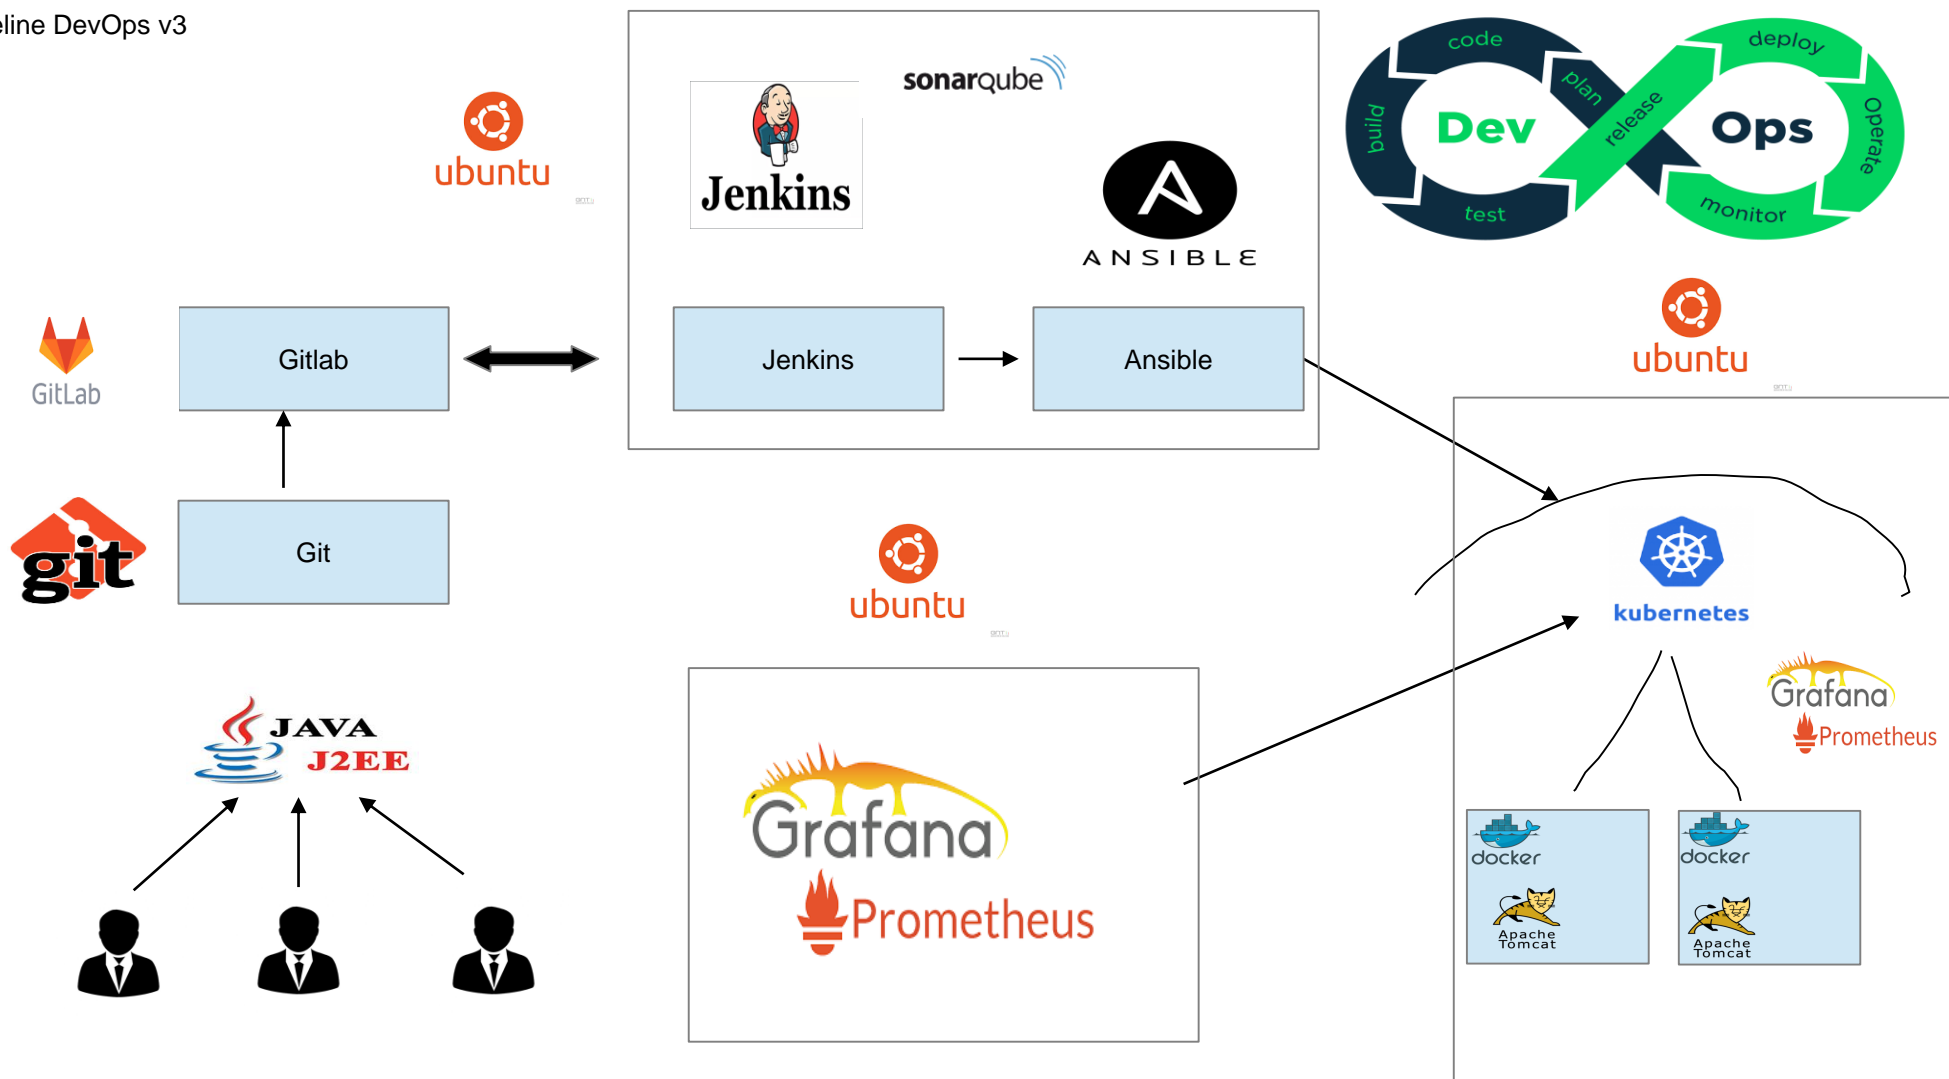 eline DevOps v3
ubuntu
Jenkins
sonarqube
ANSIBLE
code
plan
build
Dev
test
release
deploy
Ops
Operate
monitor
GitLab
Gitlab
Jenkins
Ansible
ubuntu
git
Git
ubuntu
kubernetes
Grafana
Prometheus
JAVA
J2EE
Grafana
Prometheus
docker
Apache
Tomcat
docker
Apache
Tomcat